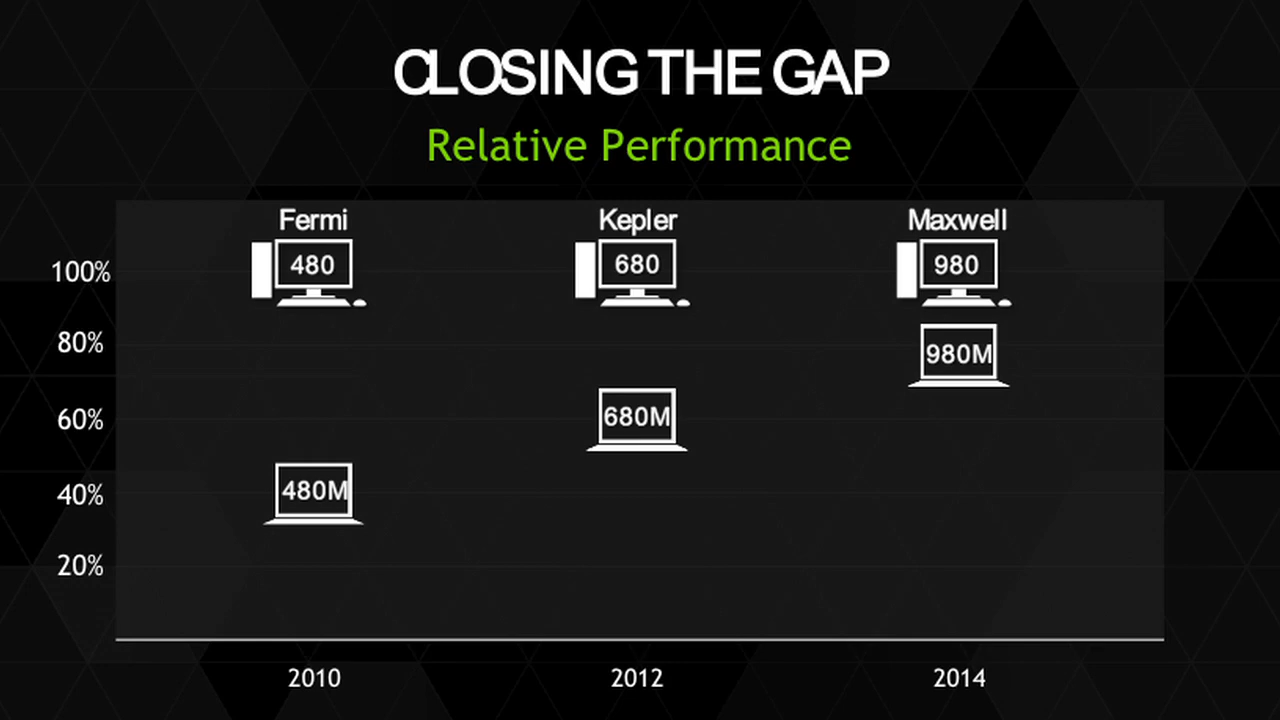 CLOSING THE GAP
Relative Performance
Fermi Kepler Maxwell
100% 480 680 980
80% 980M
60% 680M
40% 480M
20%
2010 2012 2014